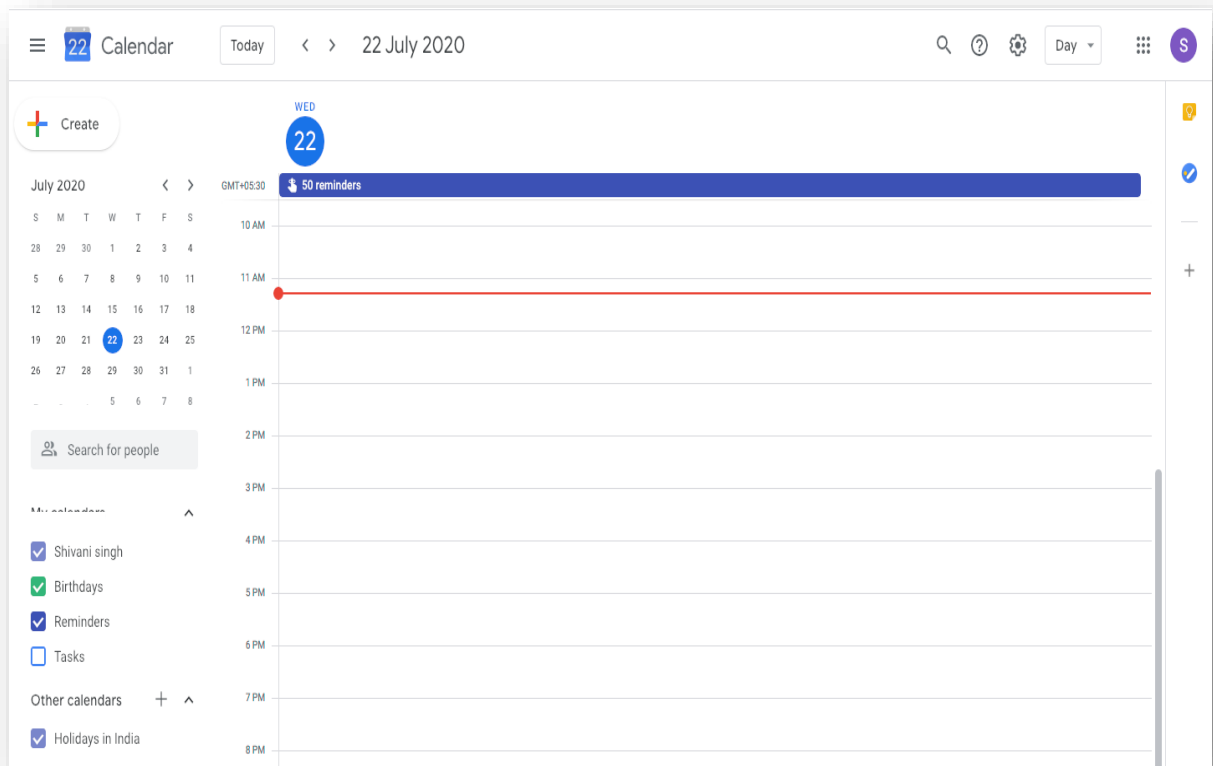 22 Calendar Today 22 July 2020 Day S
Create
WED
22
July 2020
GMT+05:30 50 reminders
S M T W T F S
28 29 30 1 2 3 4
5 6 7 8 9 10 11
12 13 14 15 16 17 18
19 20 21 22 23 24 25
26 27 28 29 30 31 1
5 6 7 8
Search for people
My calendars
Shivani singh
Birthdays
Reminders
Tasks
Other calendars
Holidays in India
10 AM
11 AM
12 PM
1 PM
2 PM
3 PM
4 PM
5 PM
6 PM
7 PM
8 PM